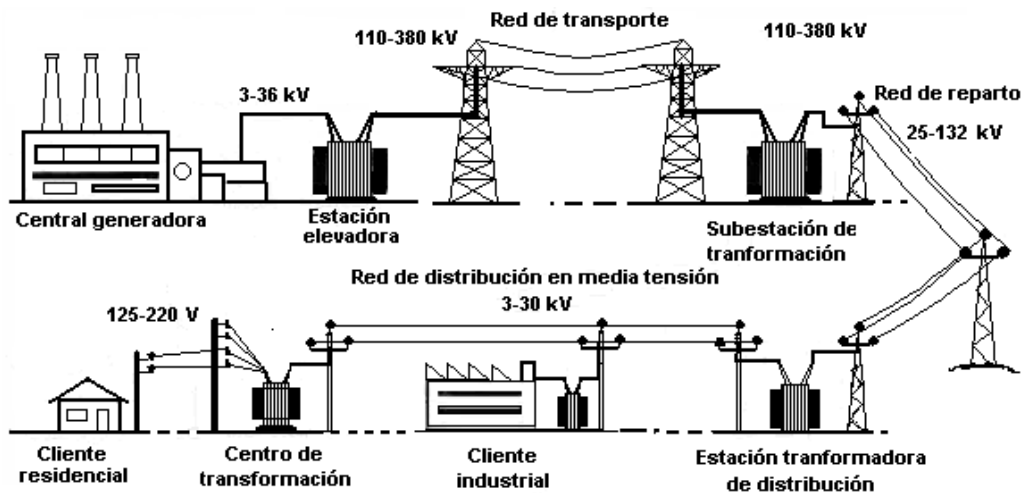 Red de transporte
110-380 kV
110-380 kV
3-36 kV
Red de reparto
25-132 kV
Central generadora
Estación
elevadora
Subestación de
tranformación
Red de distribución en media tensión
3-30 kV
125-220 V
Cliente
residencial
Centro de
transformación
Cliente
industrial
Estación tranformadora
de distribución